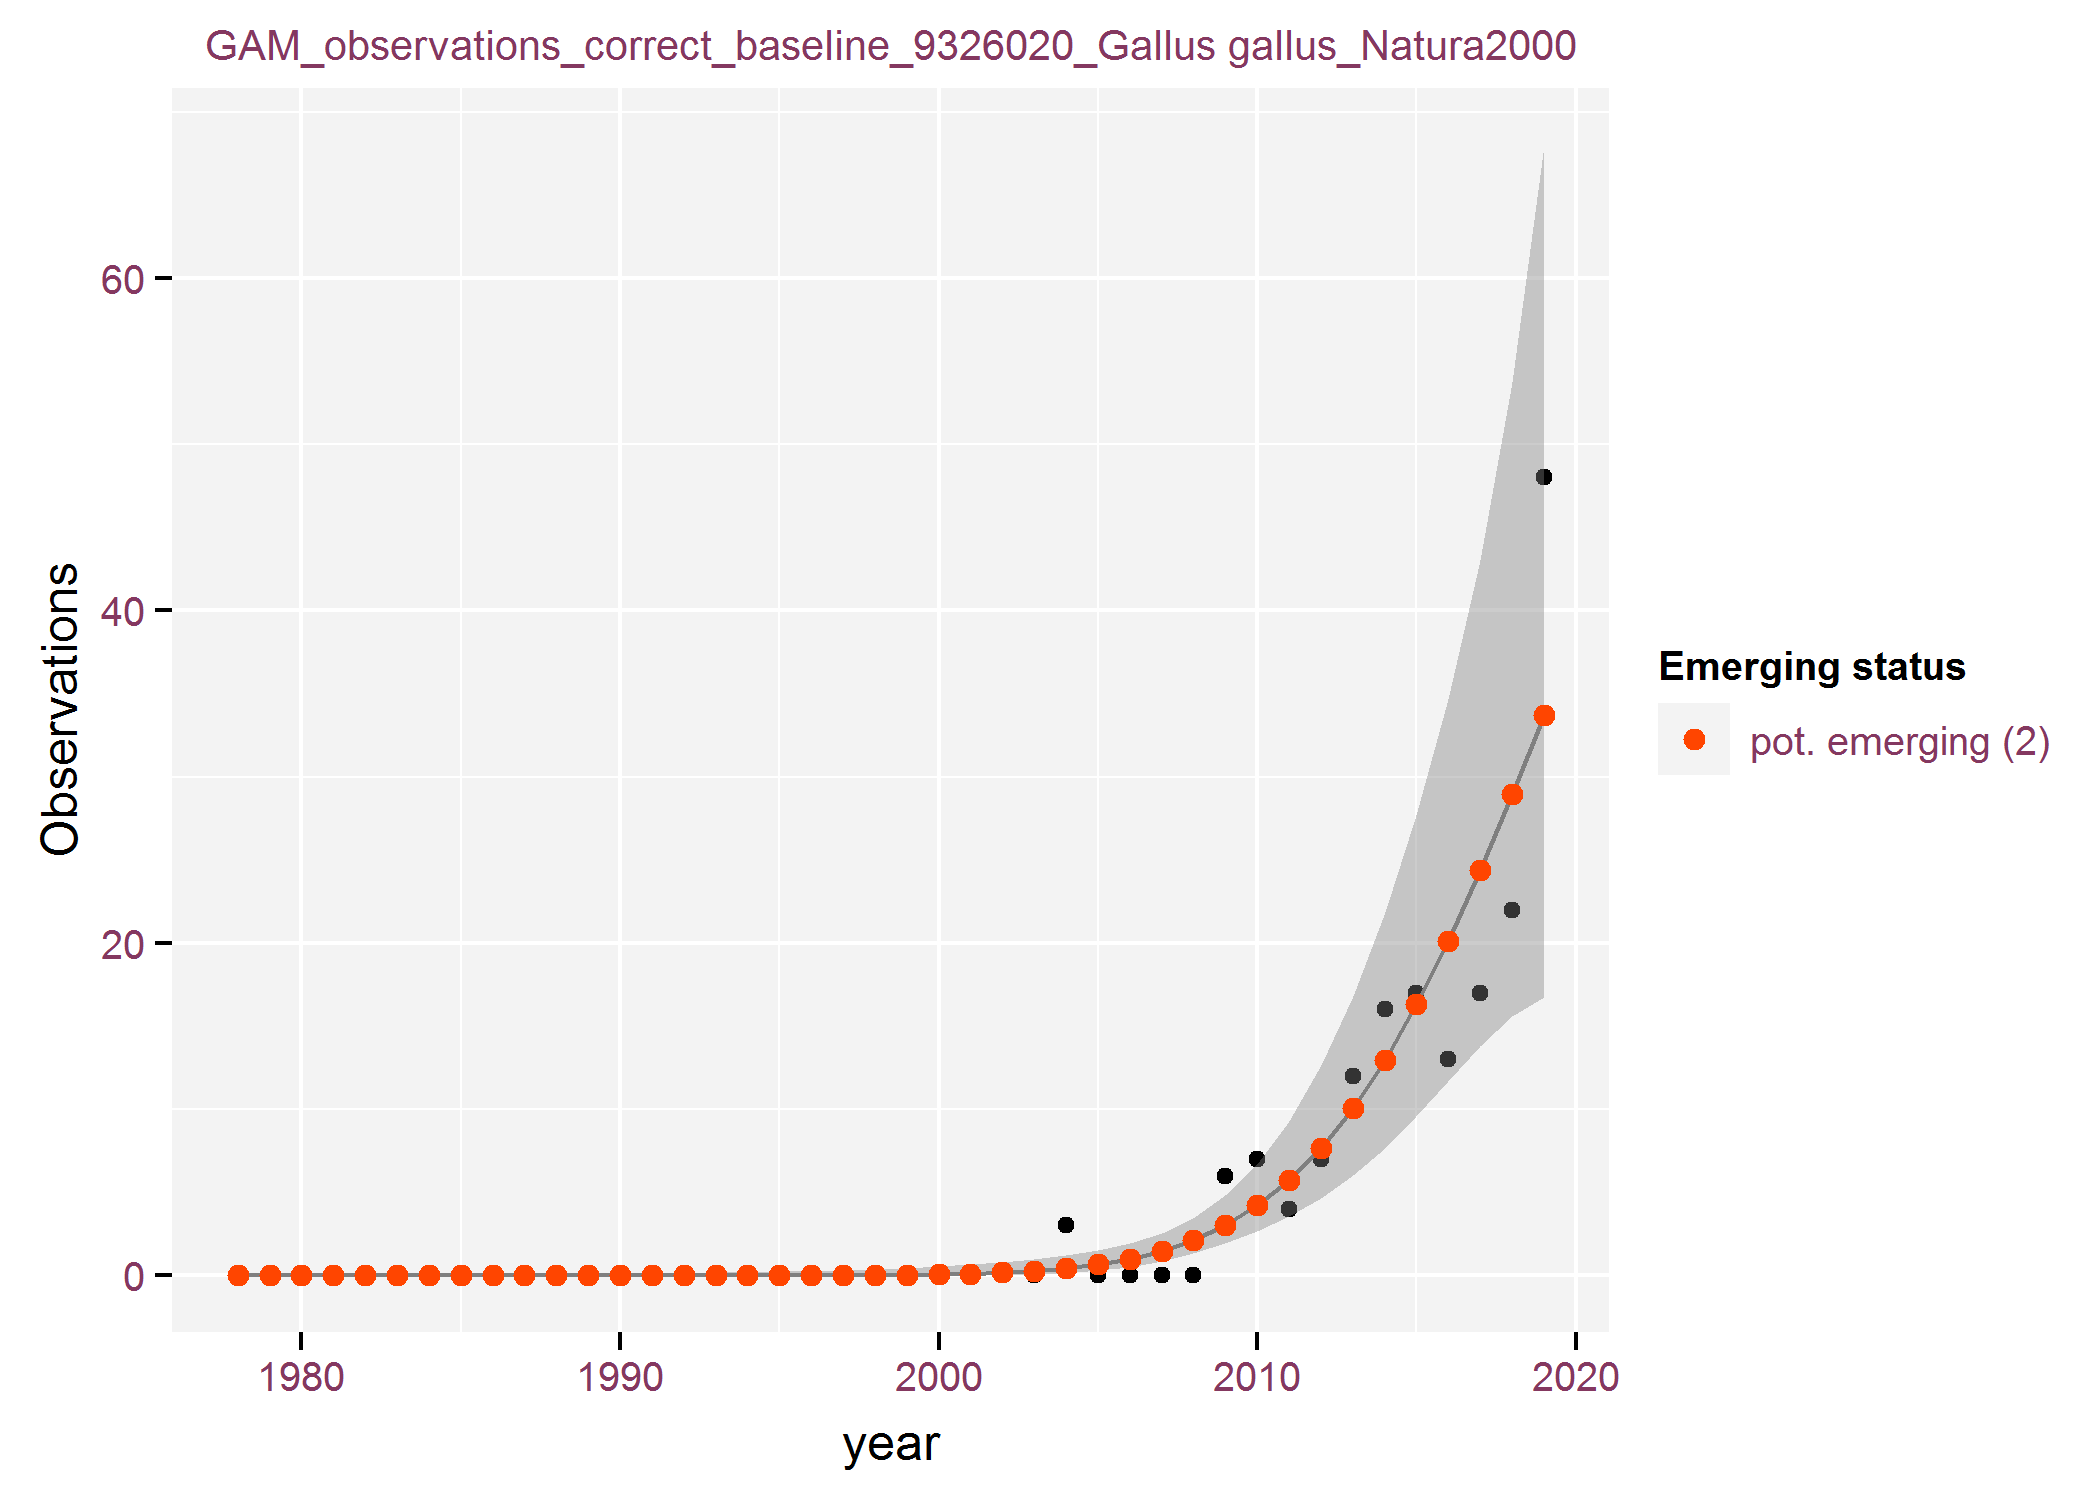 GAM_observations_correct_baseline_9326020_Gallus gallus_Natura2000
Observations
60
40
20
0
1980 1990 2000 2010 2020
year
Emerging status
pot. emerging (2)